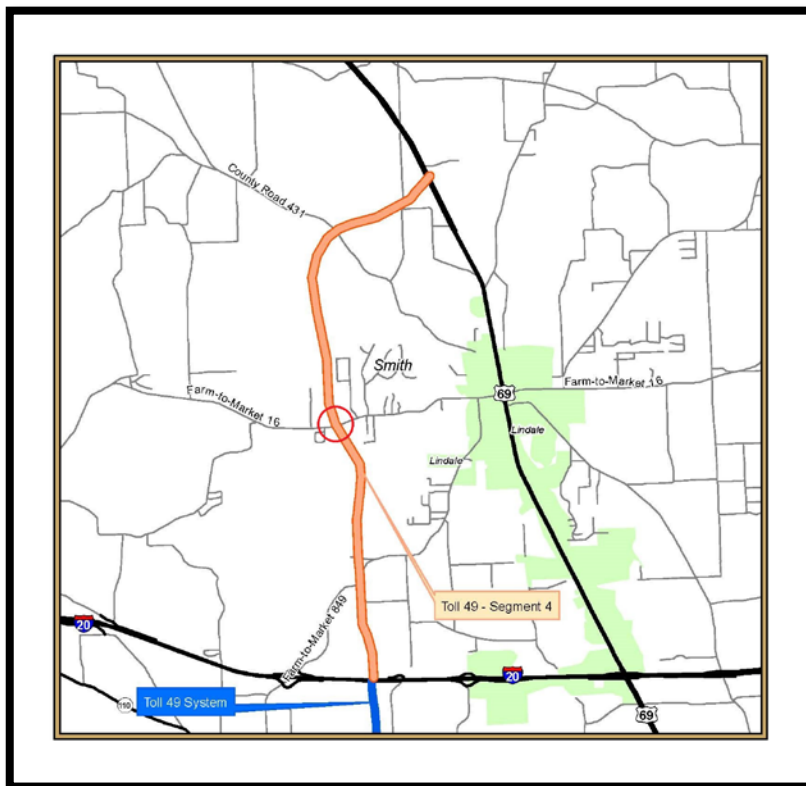 County Road 431
Smith
Farm-to-Market 16
Farm-to-Market 16
69
Lindale
Lindale
Toll 49 - Segment 4
Farm-to-Market 849
20
20
110
Toll 49 System
69